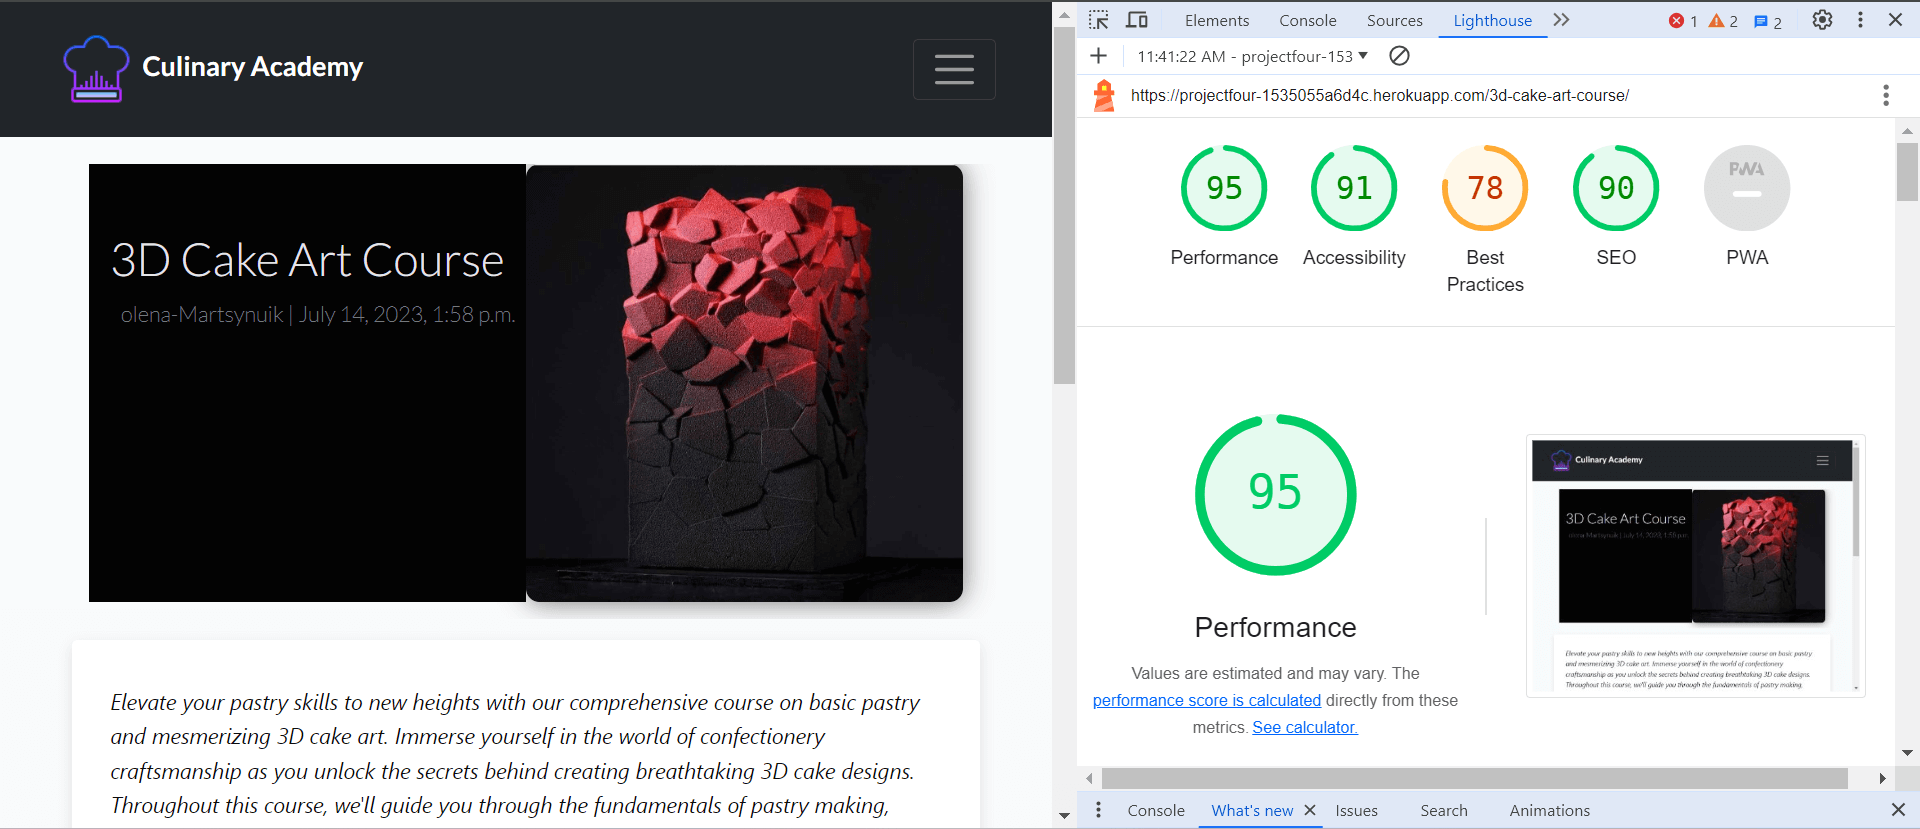 Culinary Academy
3D Cake Art Course
olena-Martsynuik | July 14, 2023, 1:58 p.m.
Elevate your pastry skills to new heights with our comprehensive course on basic pastry
and mesmerizing 3D cake art. Immerse yourself in the world of confectionery
craftsmanship as you unlock the secrets behind creating breathtaking 3D cake designs.
Throughout this course, we'll guide you through the fundamentals of pastry making,
Elements Console Sources Lighthouse 1 2 2
11:41:22 AM - projectfour-153
https://projectfour-1535055a6d4c.herokuapp.com/3d-cake-art-course/
95 91 78 90 PWA
Performance Accessibility Best Practices SEO PWA
95
Performance
Values are estimated and may vary. The
performance score is calculated directly from these
metrics. See calculator.
Culinary Academy
3D Cake Art Course
olena-Martsynuik | July 14, 2023, 1:58 p.m.
Elevate your pastry skills to new heights with our comprehensive course on basic pastry
and mesmerizing 3D cake art. Immerse yourself in the world of confectionery
craftsmanship as you unlock the secrets behind creating breathtaking 3D cake designs.
Throughout this course, we'll guide you through the fundamentals of pastry making,
Console What's new Issues Search Animations